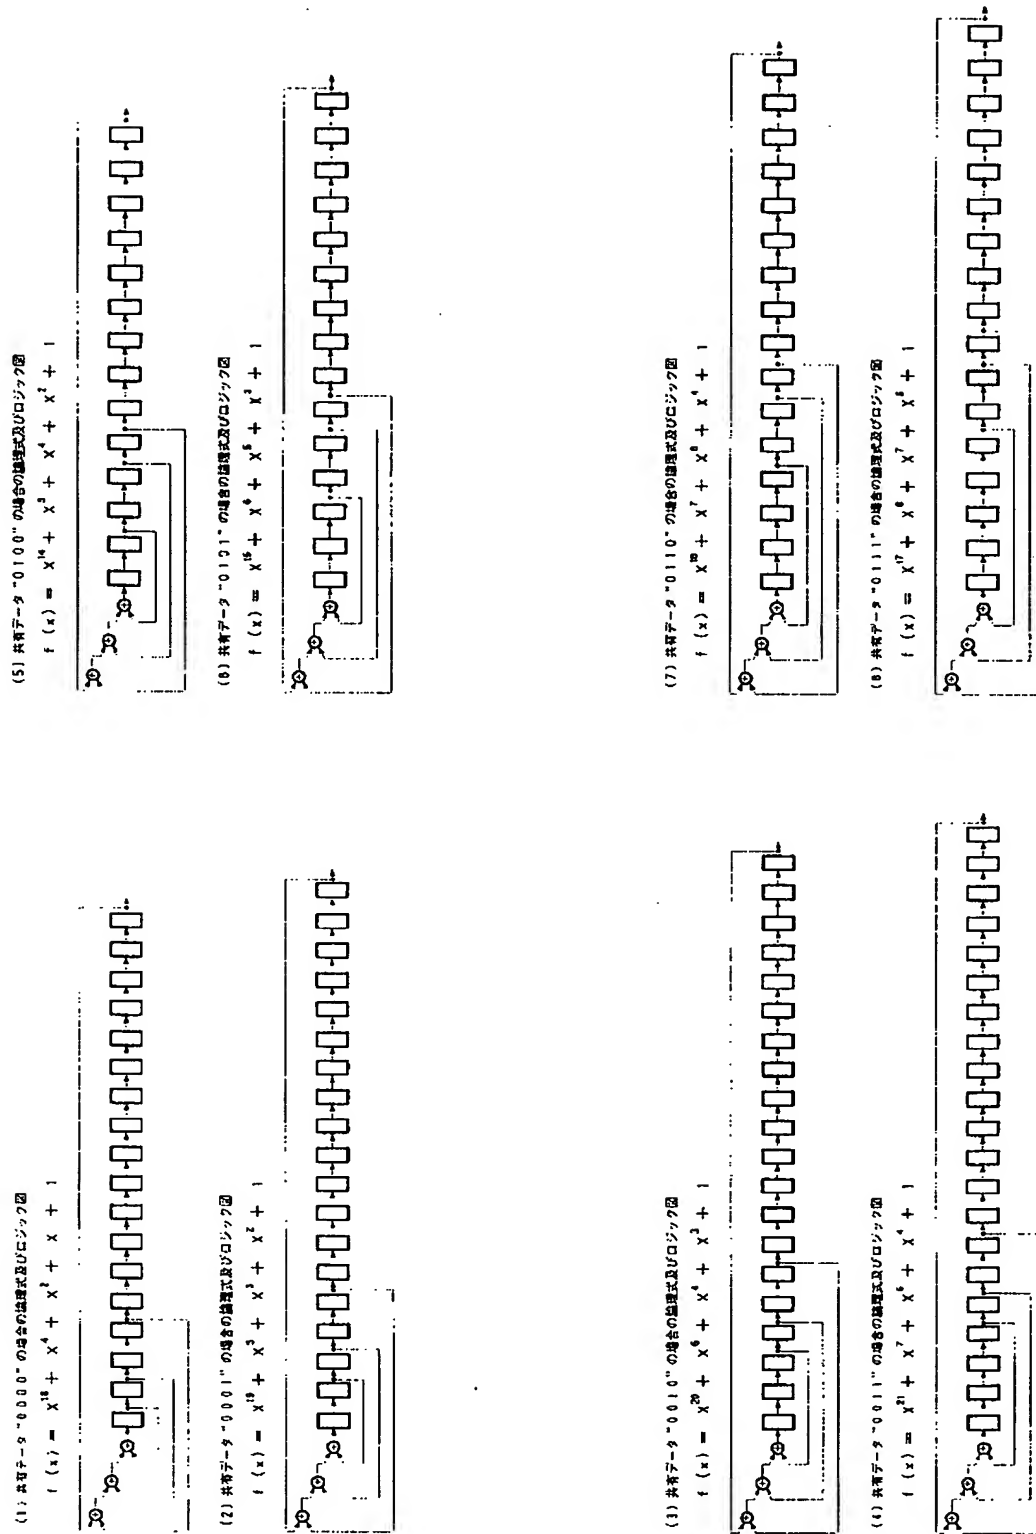 (1) 共有データ "0000" の場合の論理式及びロジック図
f (x) = X¹⁸ + X⁴ + X² + X + 1
(2) 共有データ "0001" の場合の論理式及びロジック図
f (x) = X¹⁹ + X⁵ + X³ + X² + 1
(3) 共有データ "0010" の場合の論理式及びロジック図
f (x) = X²⁰ + X⁶ + X⁴ + X³ + 1
(4) 共有データ "0011" の場合の論理式及びロジック図
f (x) = X²¹ + X⁷ + X⁵ + X⁴ + 1
(5) 共有データ "0100" の場合の論理式及びロジック図
f (x) = X¹⁴ + X⁵ + X⁴ + X² + 1
(6) 共有データ "0101" の場合の論理式及びロジック図
f (x) = X¹⁵ + X⁶ + X⁵ + X³ + 1
(7) 共有データ "0110" の場合の論理式及びロジック図
f (x) = X¹⁶ + X⁷ + X⁶ + X⁴ + 1
(8) 共有データ "0111" の場合の論理式及びロジック図
f (x) = X¹⁷ + X⁸ + X⁷ + X⁵ + 1